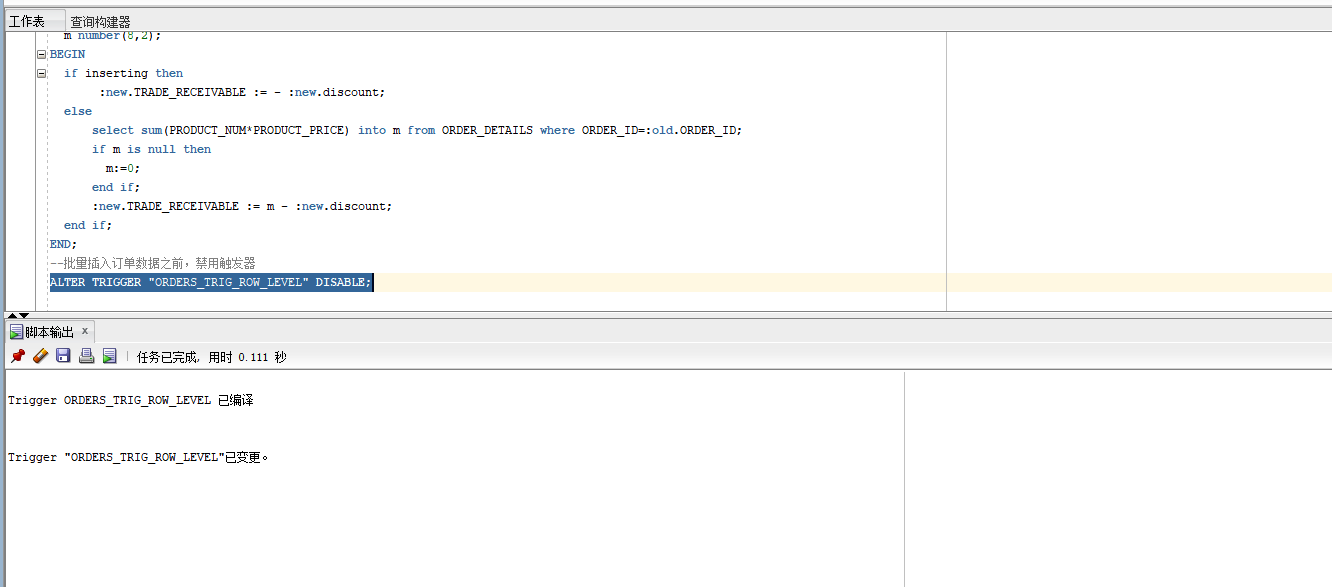 工作表 查询构建器
m number(8,2);
BEGIN
if inserting then
:new.TRADE_RECEIVABLE := - :new.discount;
else
select sum(PRODUCT_NUM*PRODUCT_PRICE) into m from ORDER_DETAILS where ORDER_ID=:old.ORDER_ID;
if m is null then
m:=0;
end if;
:new.TRADE_RECEIVABLE := m - :new.discount;
end if;
END;
--批量插入订单数据之前，禁用触发器
ALTER TRIGGER "ORDERS_TRIG_ROW_LEVEL" DISABLE;
脚本输出 x
任务已完成, 用时 0.111 秒
Trigger ORDERS_TRIG_ROW_LEVEL 已编译
Trigger "ORDERS_TRIG_ROW_LEVEL"已变更。